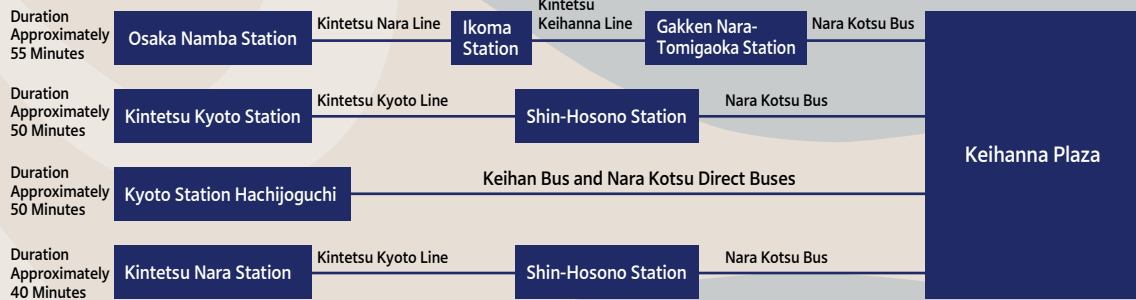 Duration
Approximately
55 Minutes
Osaka Namba Station
Kintetsu Nara Line
Ikoma
Station
Kintetsu
Keihanna Line
Gakken Nara-
Tomigaoka Station
Nara Kotsu Bus
Duration
Approximately
50 Minutes
Kintetsu Kyoto Station
Kintetsu Kyoto Line
Shin-Hosono Station
Nara Kotsu Bus
Keihanna Plaza
Duration
Approximately
50 Minutes
Kyoto Station Hachijoguchi
Keihan Bus and Nara Kotsu Direct Buses
Duration
Approximately
40 Minutes
Kintetsu Nara Station
Kintetsu Kyoto Line
Shin-Hosono Station
Nara Kotsu Bus